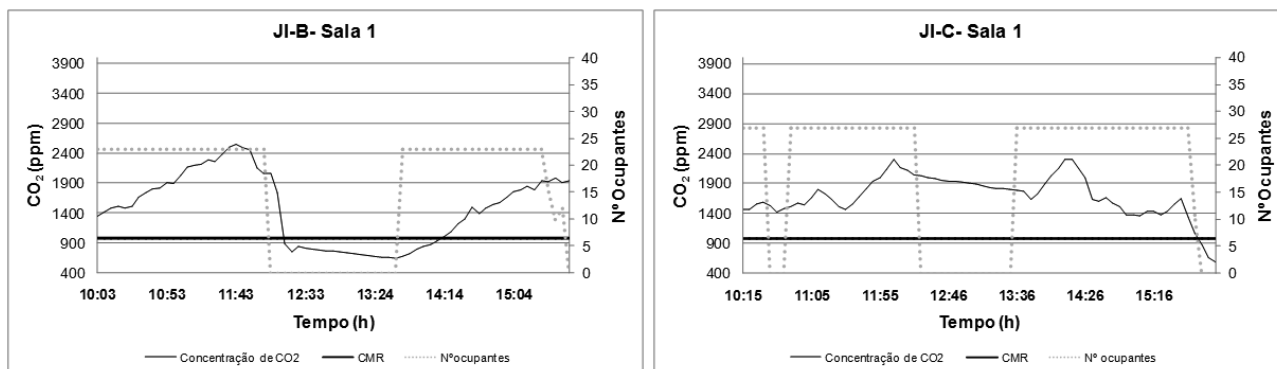 JI-B- Sala 1
CO2 (ppm)
3900
3400
2900
2400
1900
1400
900
400
40
35
30
25
20
15
10
5
0
Nº Ocupantes
10:03 10:53 11:43 12:33 13:24 14:14 15:04
Tempo (h)
Concentração de CO2 CMR Nº ocupantes
JI-C- Sala 1
CO2 (ppm)
3900
3400
2900
2400
1900
1400
900
400
40
35
30
25
20
15
10
5
0
Nº Ocupantes
10:15 11:05 11:55 12:46 13:36 14:26 15:16
Tempo (h)
Concentração de CO2 CMR Nº ocupantes